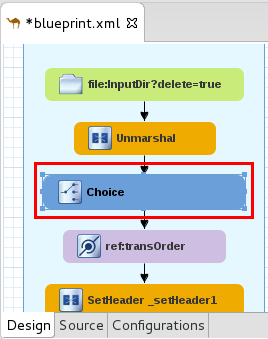 *blueprint.xml
file:InputDir?delete=true
Unmarshal
Choice
ref:transOrder
SetHeader _setHeader1
Design Source Configurations